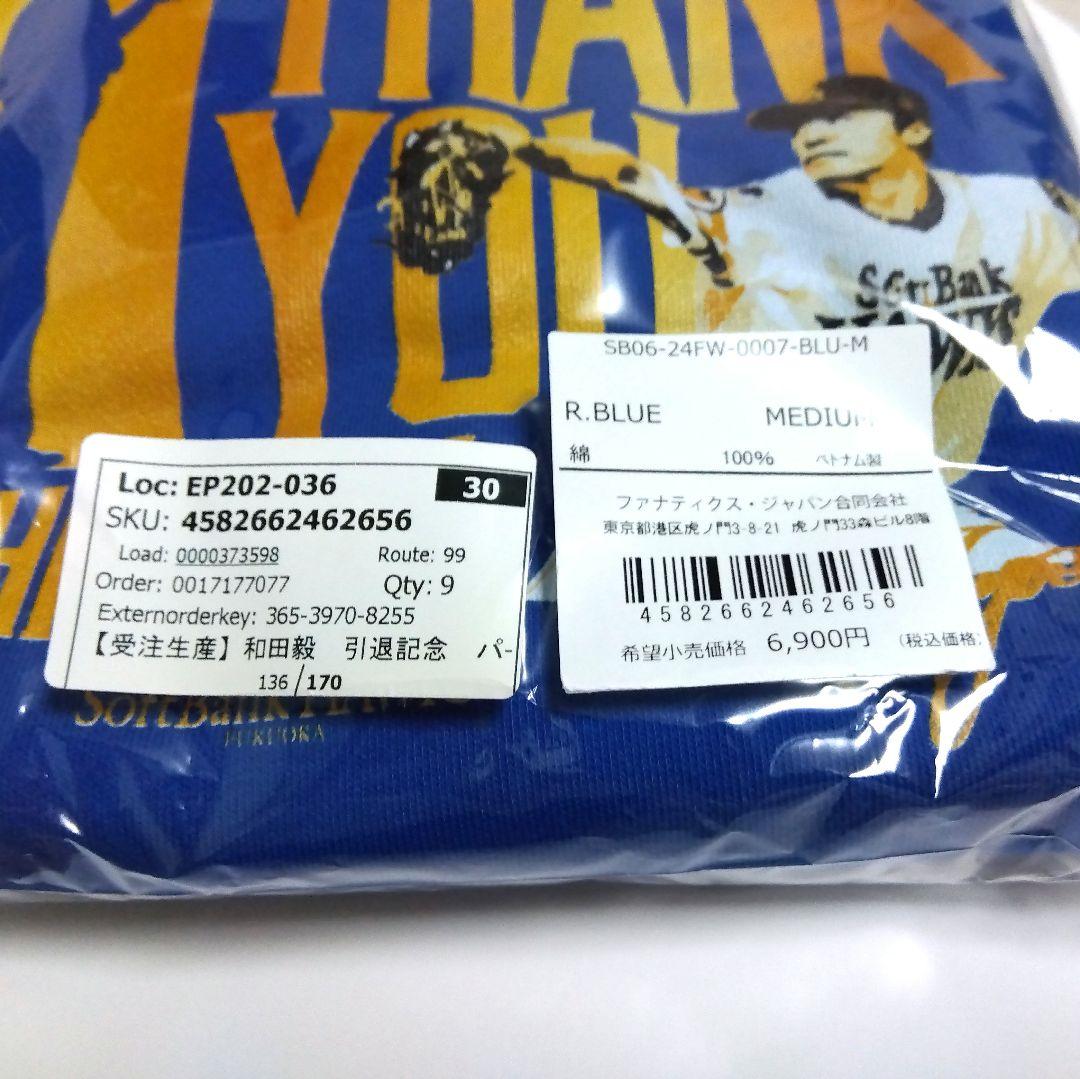 THANK
YOU
SoftBank
HAWKS
SB06-24FW-0007-BLU-M
R.BLUE MEDIUM
綿 100% ベトナム製
ファナティクス・ジャパン合同会社
東京都港区虎ノ門3-8-21 虎ノ門33森ビル8階
4582662462656
希望小売価格 6,900円 (税込価格)
Loc: EP202-036 30
SKU: 4582662462656
Load: 0000373598 Route: 99
Order: 0017177077 Qty: 9
Externorderkey: 365-3970-8255
【受注生産】和田毅 引退記念 パ-
136 / 170
SoftBank HAWKS
FUKUOKA